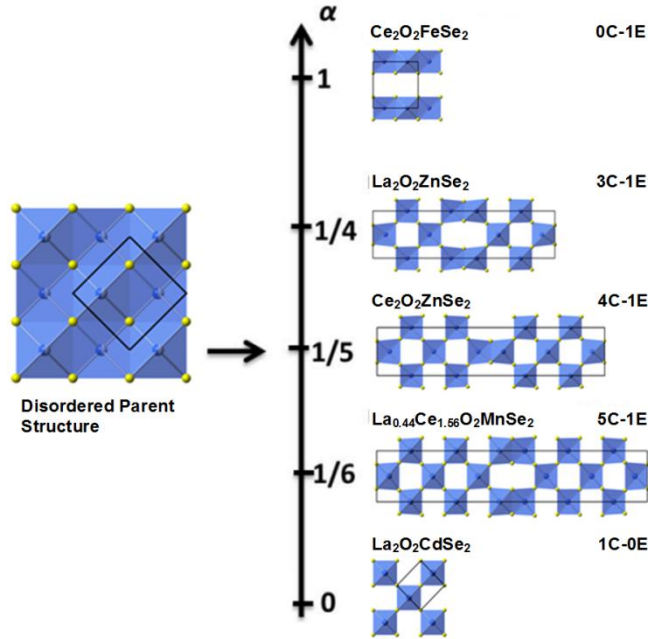 α
Ce₂O₂FeSe₂ 0C-1E
1
La₂O₂ZnSe₂ 3C-1E
1/4
Ce₂O₂ZnSe₂ 4C-1E
1/5
Disordered Parent
Structure
La₀.₄₄Ce₁.₅₆O₂MnSe₂ 5C-1E
1/6
La₂O₂CdSe₂ 1C-0E
0